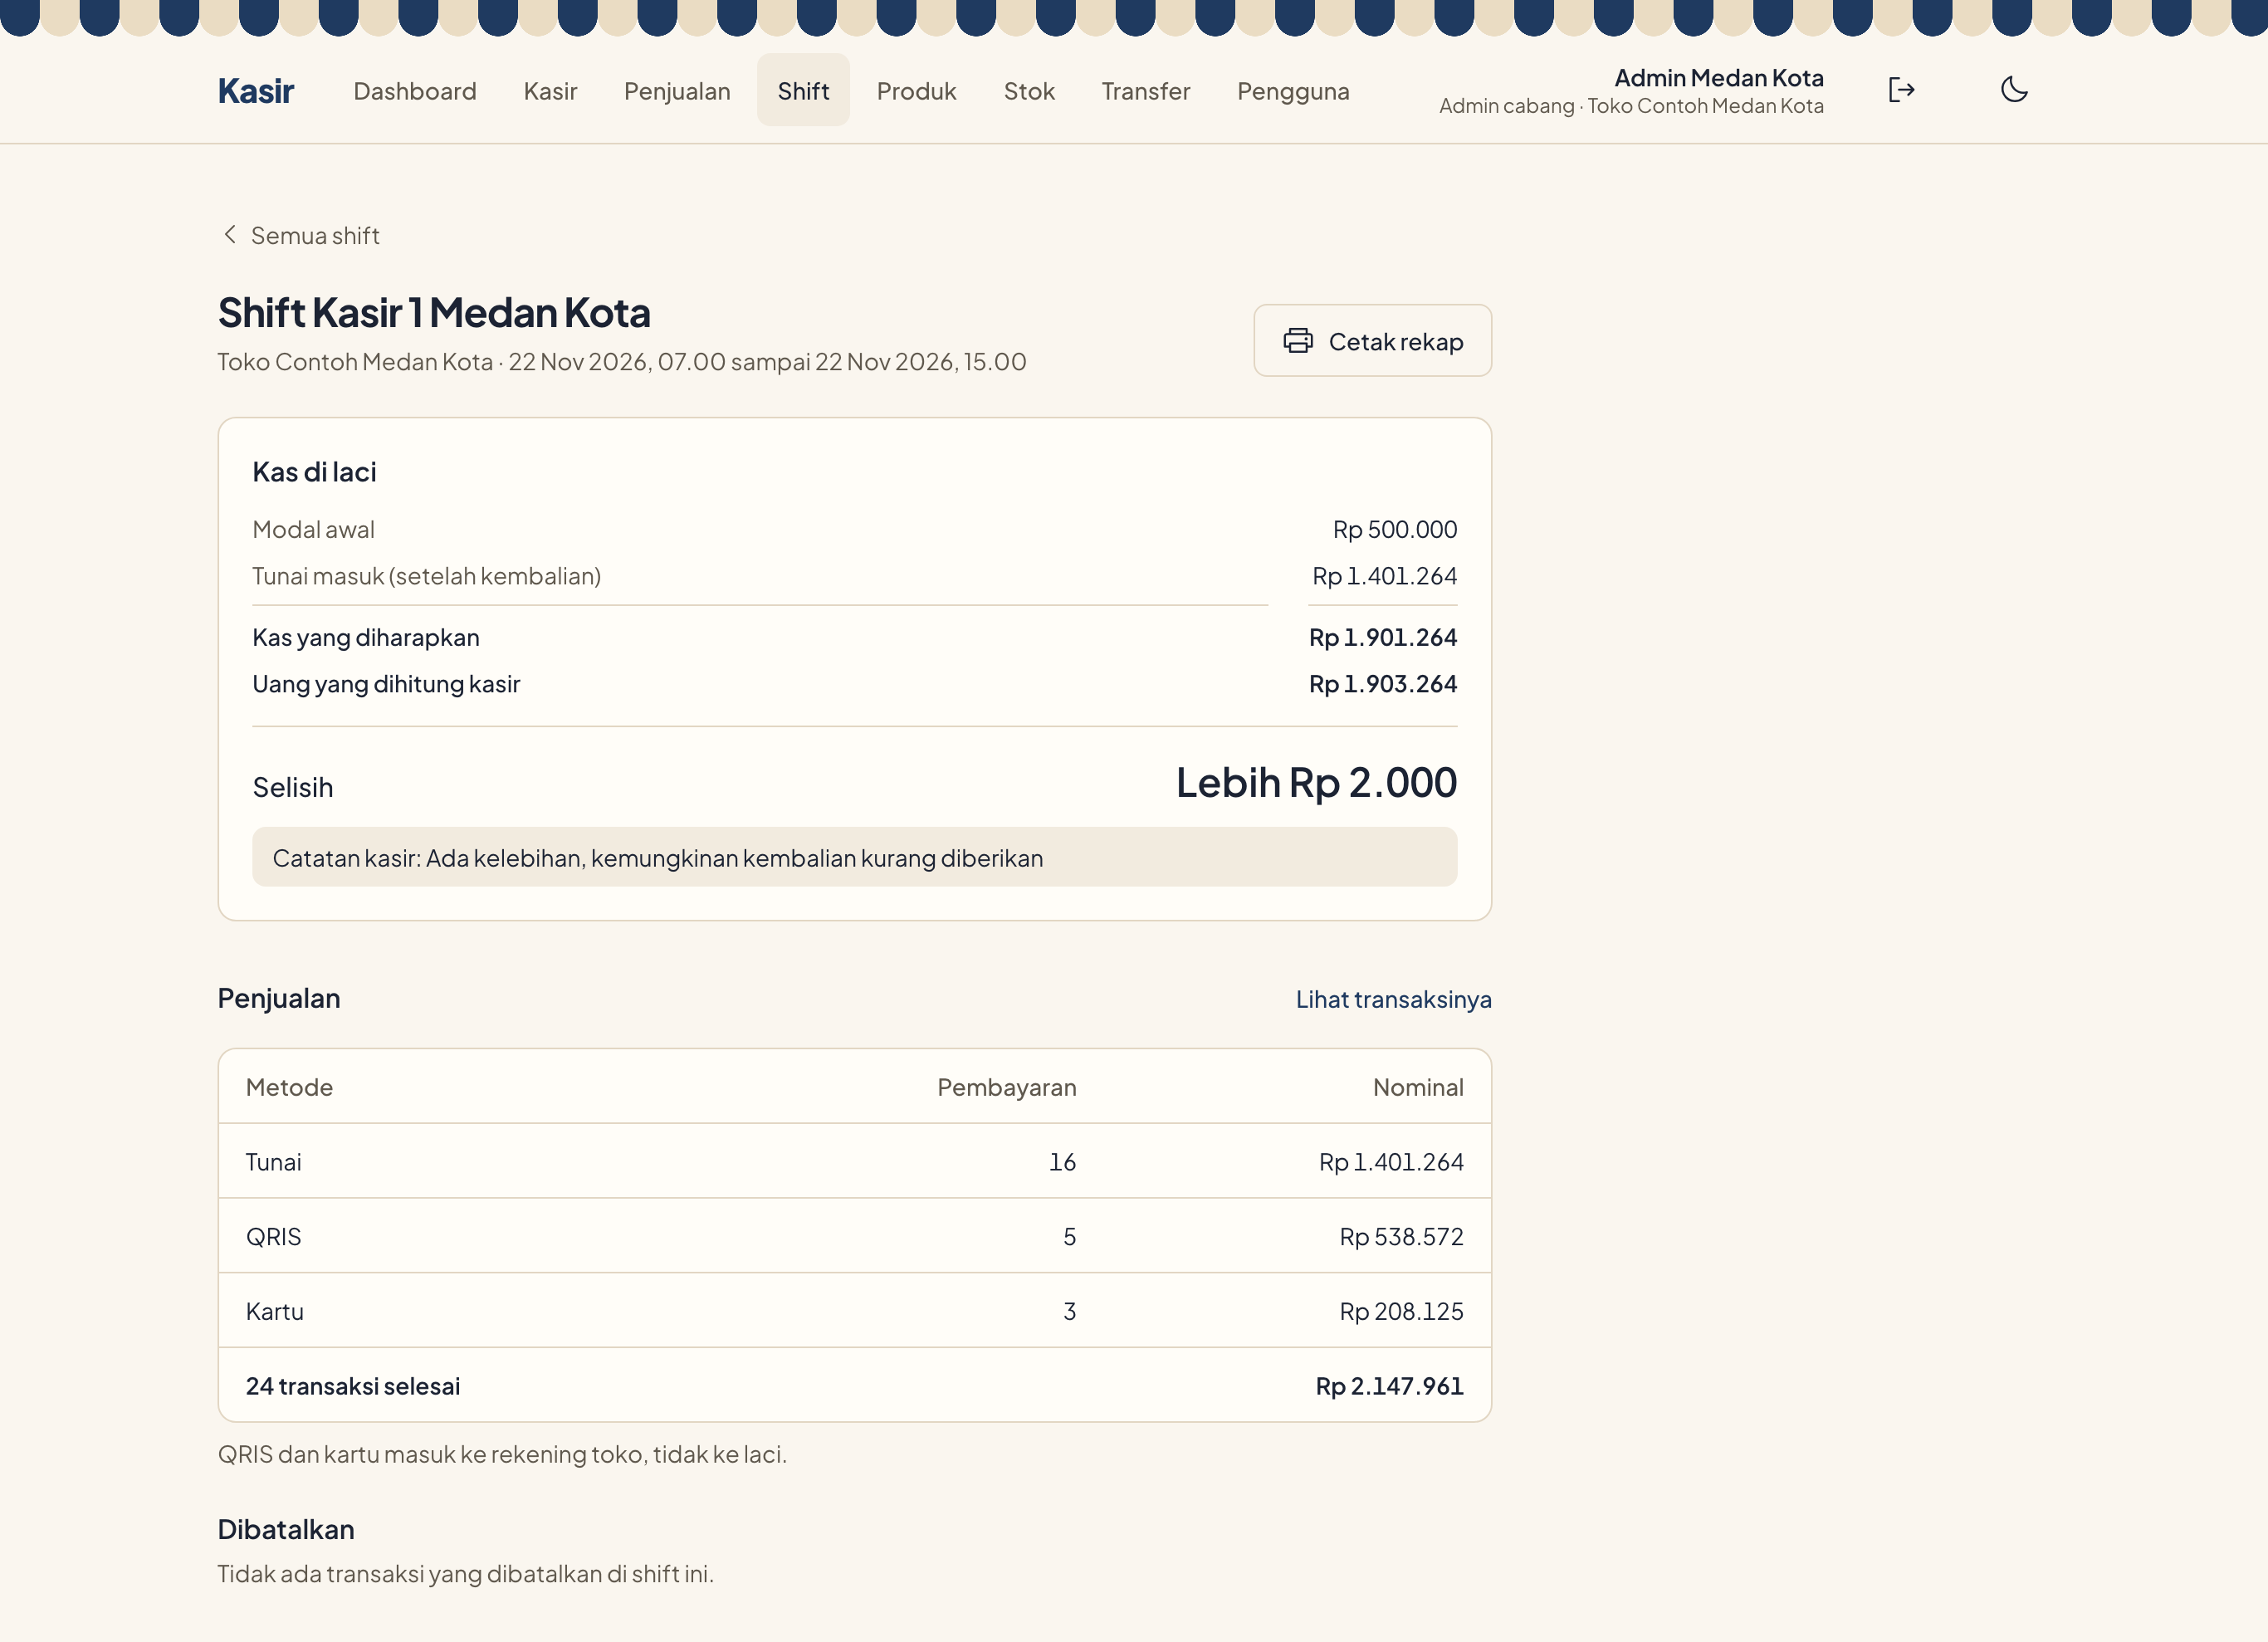 Kasir Dashboard Kasir Penjualan Shift Produk Stok Transfer Pengguna
Admin Medan Kota
Admin cabang · Toko Contoh Medan Kota
Semua shift
Shift Kasir 1 Medan Kota
Toko Contoh Medan Kota · 22 Nov 2026, 07.00 sampai 22 Nov 2026, 15.00
Cetak rekap
Kas di laci
Modal awal Rp 500.000
Tunai masuk (setelah kembalian) Rp 1.401.264
Kas yang diharapkan Rp 1.901.264
Uang yang dihitung kasir Rp 1.903.264
Selisih Lebih Rp 2.000
Catatan kasir: Ada kelebihan, kemungkinan kembalian kurang diberikan
Penjualan Lihat transaksinya
Metode Pembayaran Nominal
Tunai 16 Rp 1.401.264
QRIS 5 Rp 538.572
Kartu 3 Rp 208.125
24 transaksi selesai Rp 2.147.961
QRIS dan kartu masuk ke rekening toko, tidak ke laci.
Dibatalkan
Tidak ada transaksi yang dibatalkan di shift ini.